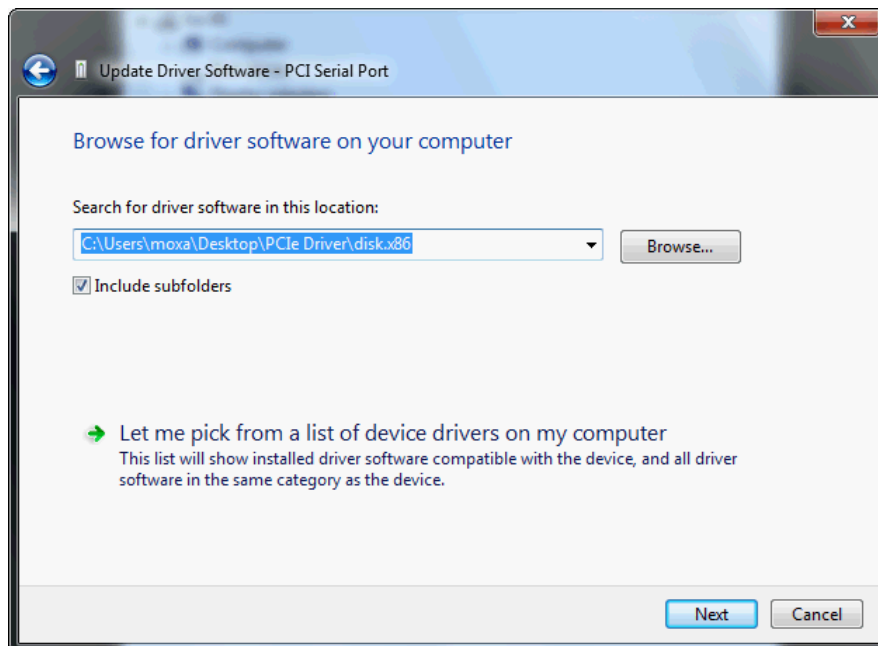 Computer
Update Driver Software - PCI Serial Port
Browse for driver software on your computer
Search for driver software in this location:
C:\Users\moxa\Desktop\PCIe Driver\disk.x86
Browse...
Include subfolders
Let me pick from a list of device drivers on my computer
This list will show installed driver software compatible with the device, and all driver
software in the same category as the device.
Next
Cancel